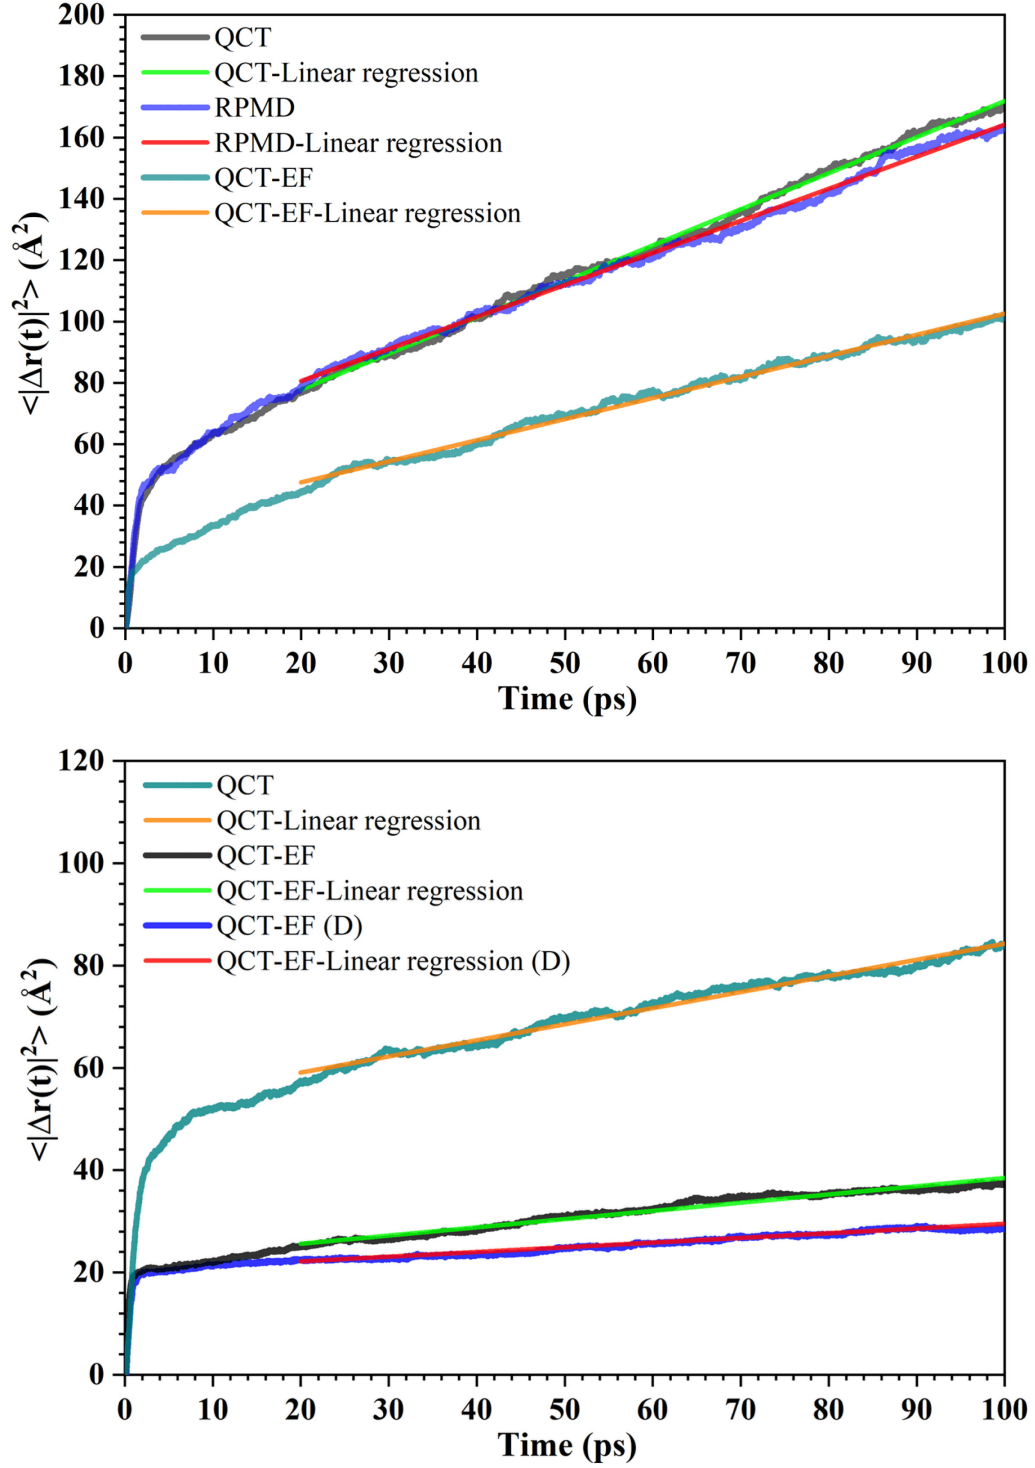 200
180
160
140
120
100
80
60
40
20
0
<|Δr(t)|²> (Å²)
QCT
QCT-Linear regression
RPMD
RPMD-Linear regression
QCT-EF
QCT-EF-Linear regression
0 10 20 30 40 50 60 70 80 90 100
Time (ps)
120
100
80
60
40
20
0
<|Δr(t)|²> (Å²)
QCT
QCT-Linear regression
QCT-EF
QCT-EF-Linear regression
QCT-EF (D)
QCT-EF-Linear regression (D)
0 10 20 30 40 50 60 70 80 90 100
Time (ps)